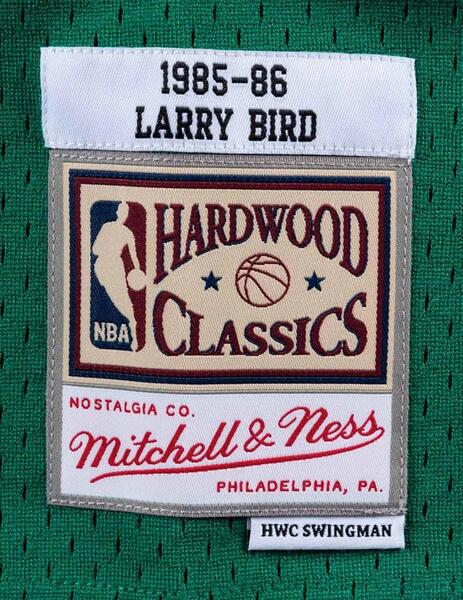 1985-86
LARRY BIRD
HARDWOOD
CLASSICS
NBA
NOSTALGIA CO.
Mitchell & Ness
PHILADELPHIA, PA.
HWC SWINGMAN